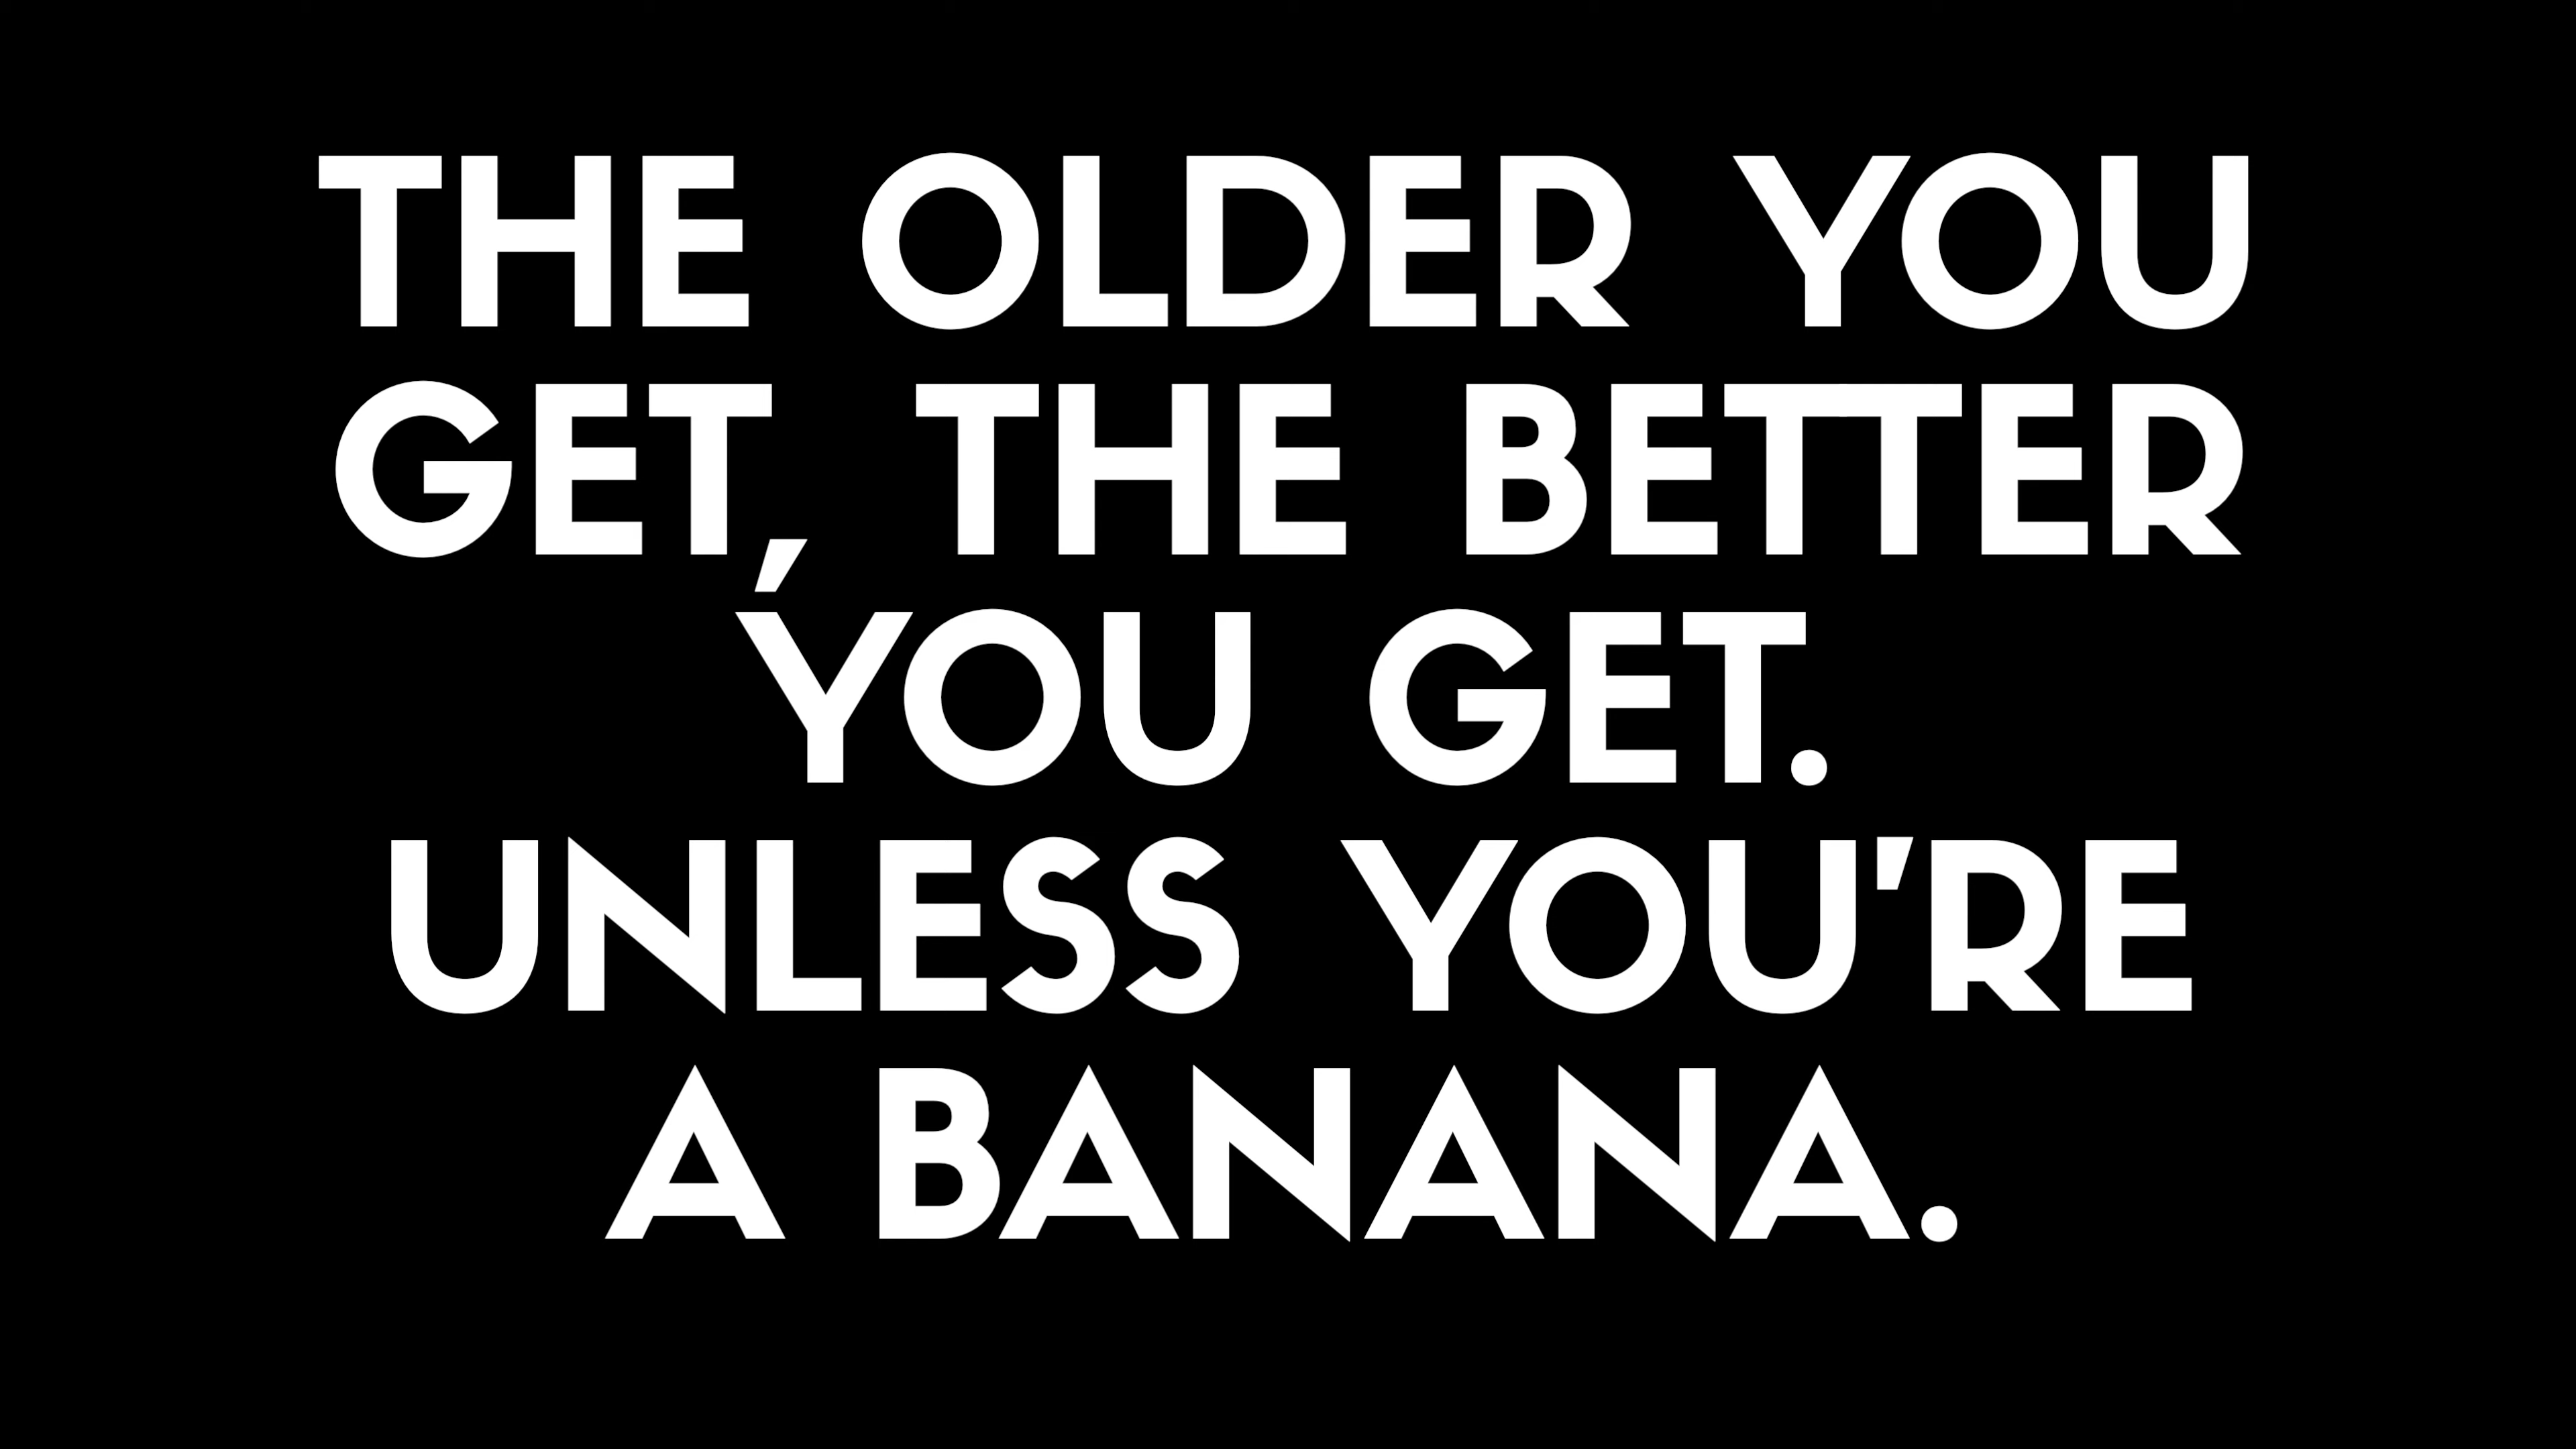 THE OLDER YOU
GET, THE BETTER
YOU GET.
UNLESS YOU'RE
A BANANA.